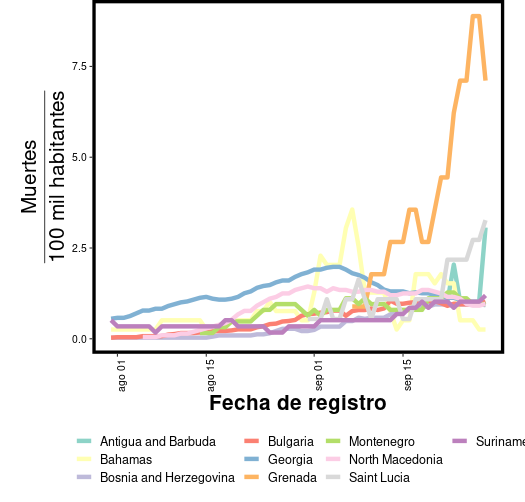 7.5
5.0
2.5
0.0
Muertes
100 mil habitantes
ago 01
ago 15
sep 01
sep 15
Fecha de registro
Antigua and Barbuda
Bulgaria
Montenegro
Suriname
Bahamas
Georgia
North Macedonia
Bosnia and Herzegovina
Grenada
Saint Lucia